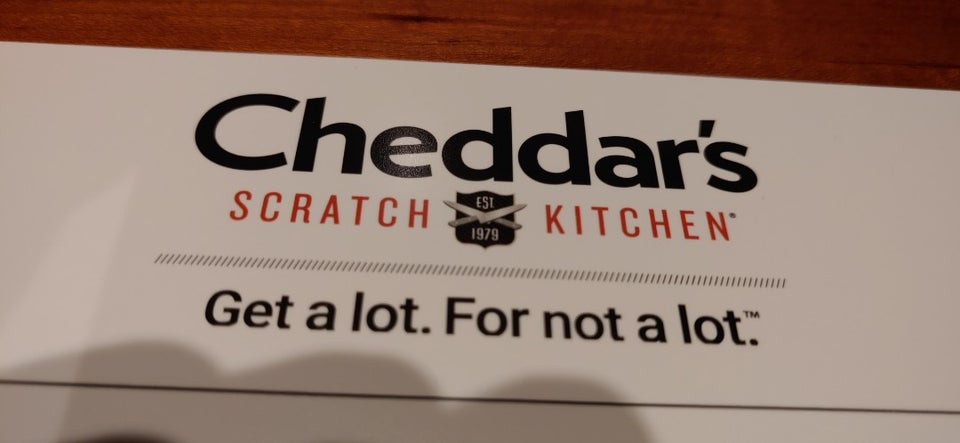 Cheddar's
SCRATCH EST. 1979 KITCHEN®
Get a lot. For not a lot.™